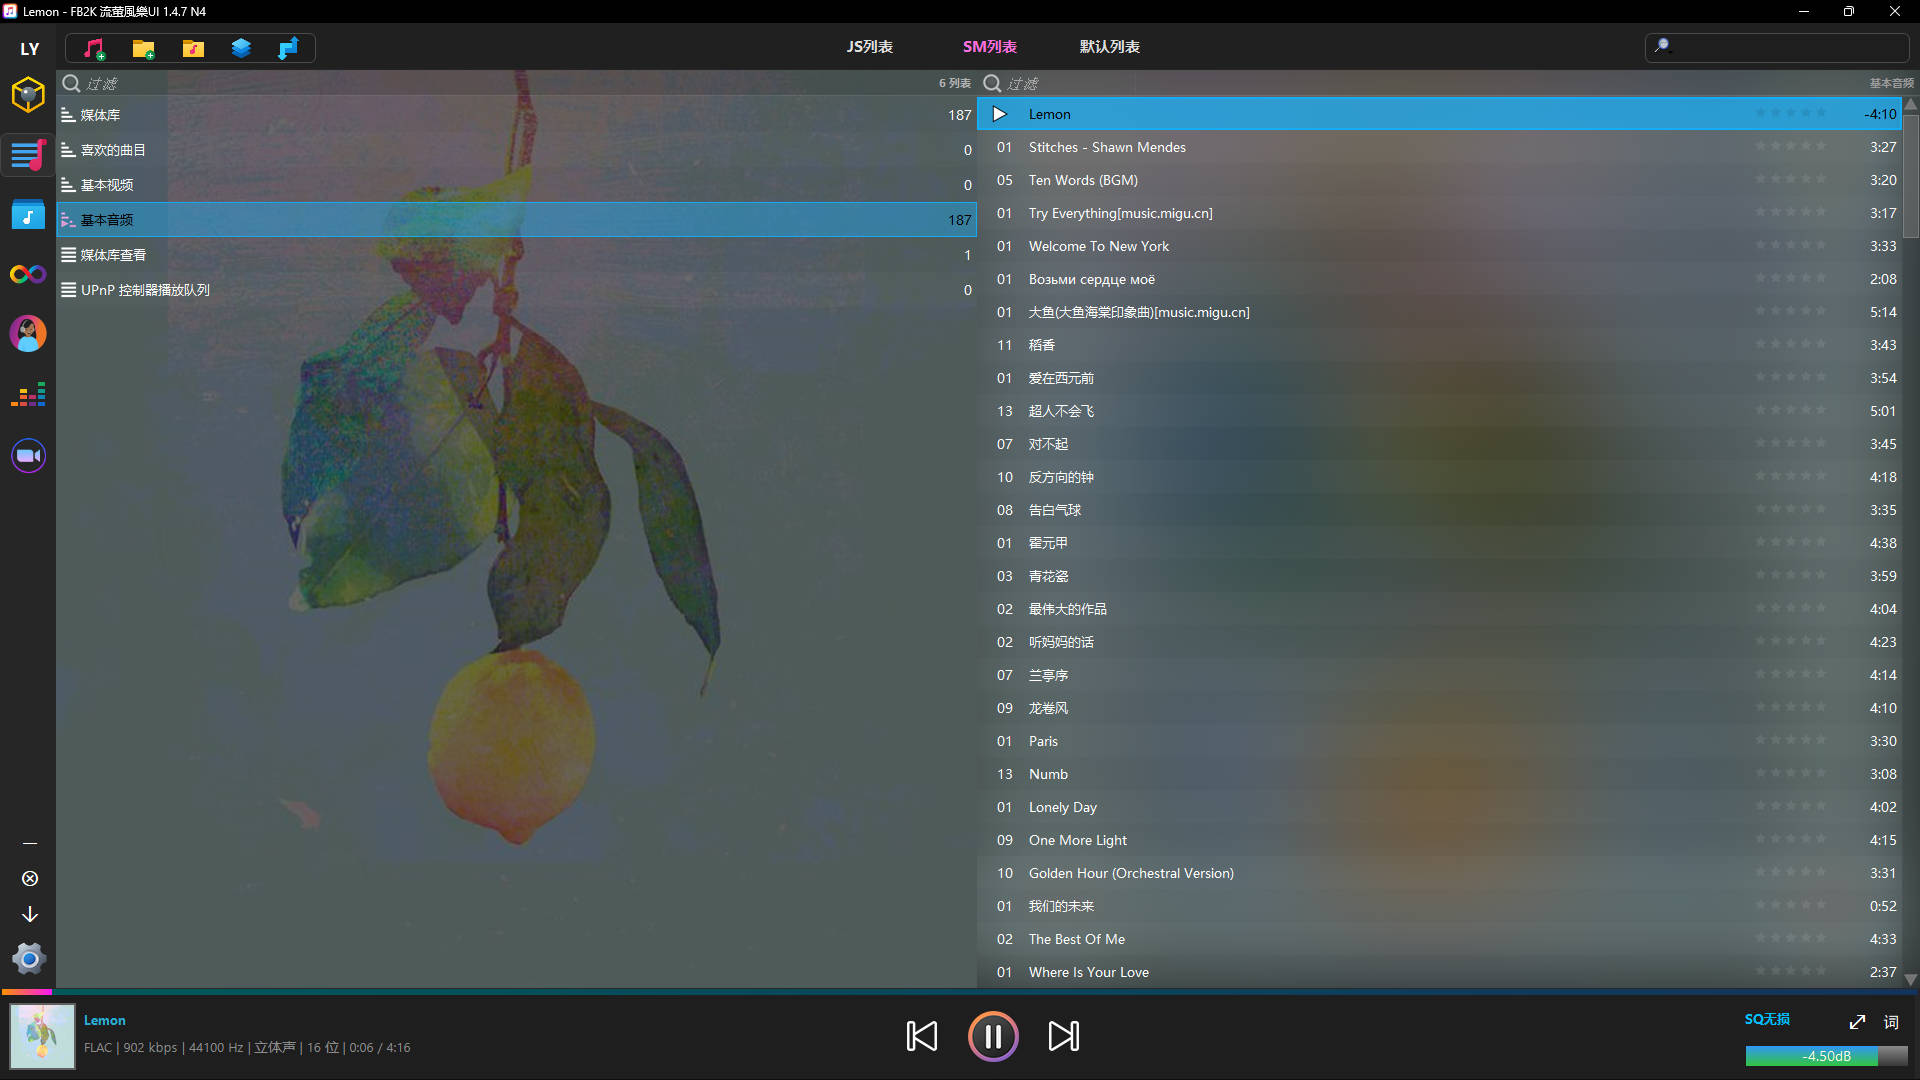 Lemon - FB2K 流萤風樂UI 1.4.7 N4
LY
JS列表
SM列表
默认列表
过滤
6 列表
媒体库 187
喜欢的曲目 0
基本视频 0
基本音频 187
媒体库查看 1
UPnP 控制器播放队列 0
过滤
基本音频
Lemon -4:10
01 Stitches - Shawn Mendes 3:27
05 Ten Words (BGM) 3:20
01 Try Everything[music.migu.cn] 3:17
01 Welcome To New York 3:33
01 Возьми сердце моё 2:08
01 大鱼(大鱼海棠印象曲)[music.migu.cn] 5:14
11 稻香 3:43
01 爱在西元前 3:54
13 超人不会飞 5:01
07 对不起 3:45
10 反方向的钟 4:18
08 告白气球 3:35
01 霍元甲 4:38
03 青花瓷 3:59
02 最伟大的作品 4:04
02 听妈妈的话 4:23
07 兰亭序 4:14
09 龙卷风 4:10
01 Paris 3:30
13 Numb 3:08
01 Lonely Day 4:02
09 One More Light 4:15
10 Golden Hour (Orchestral Version) 3:31
01 我们的未来 0:52
02 The Best Of Me 4:33
01 Where Is Your Love 2:37
Lemon
FLAC | 902 kbps | 44100 Hz | 立体声 | 16 位 | 0:06 / 4:16
SQ无损
词
-4.50dB